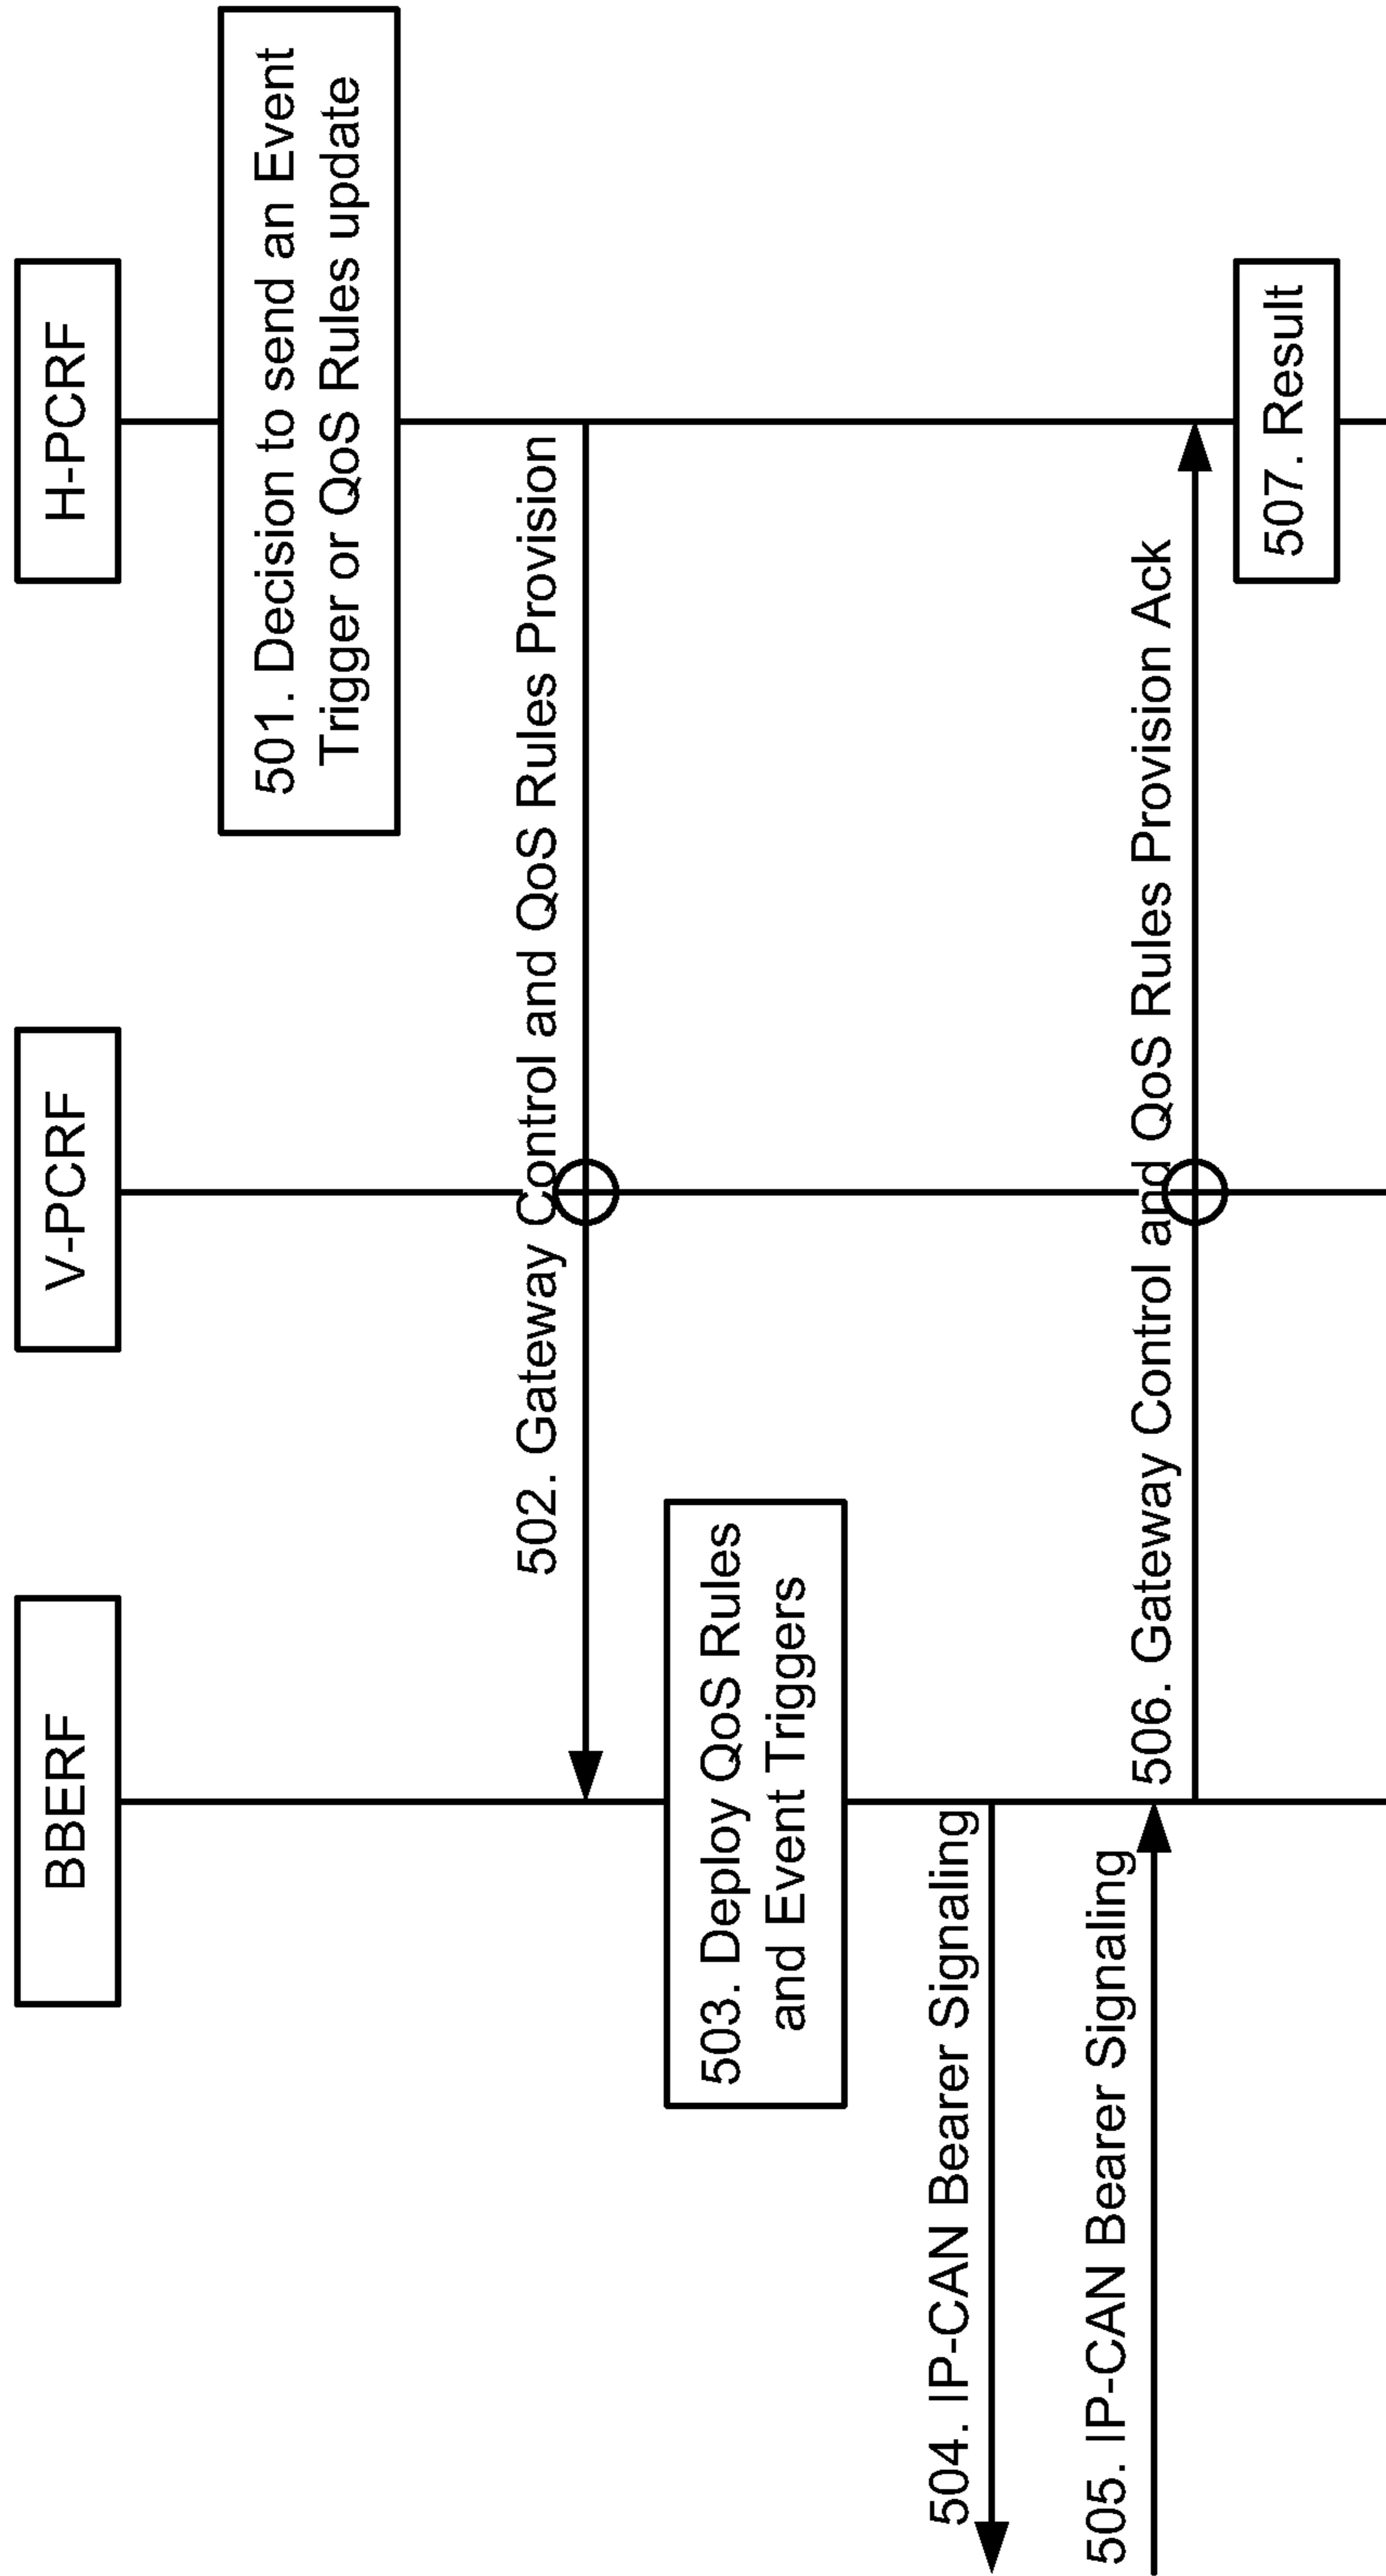 BBERF
V-PCRF
H-PCRF
501. Decision to send an Event
Trigger or QoS Rules update
502. Gateway Control and QoS Rules Provision
503. Deploy QoS Rules
and Event Triggers
504. IP-CAN Bearer Signaling
505. IP-CAN Bearer Signaling
506. Gateway Control and QoS Rules Provision Ack
507. Result